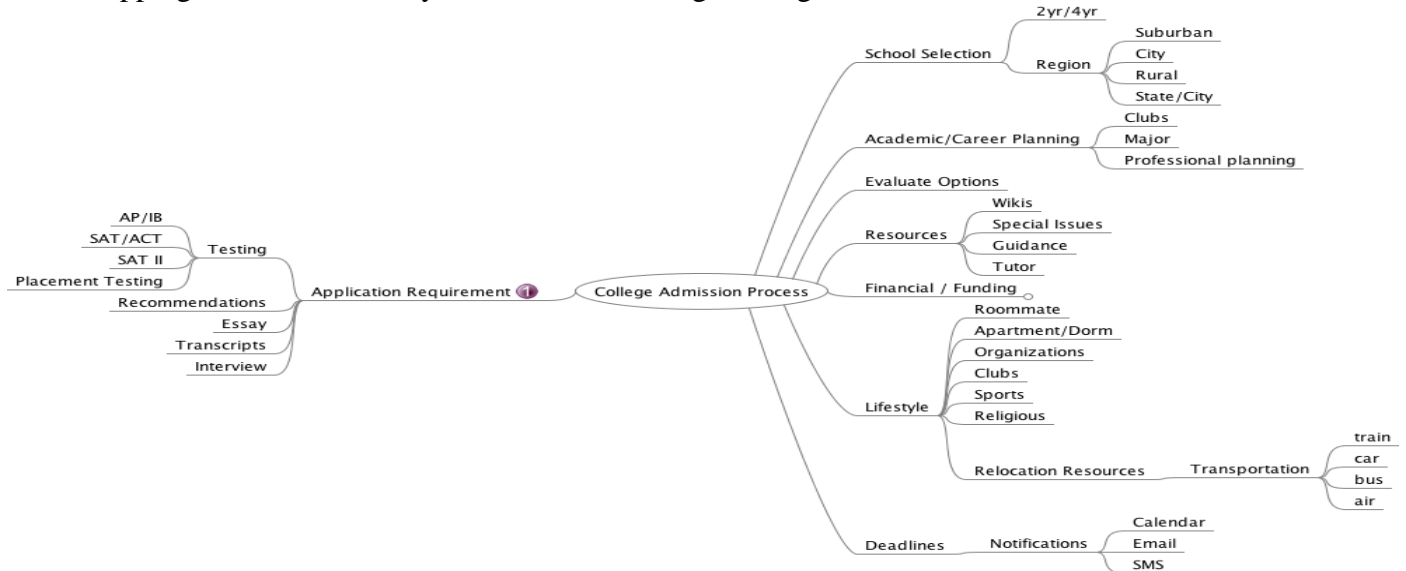 2yr/4yr
School Selection
Suburban
Region
City
Rural
State/City
Clubs
Academic/Career Planning
Major
Professional planning
Evaluate Options
Wikis
Resources
Special Issues
Guidance
Tutor
Financial / Funding
AP/IB
SAT/ACT
Testing
SAT II
Placement Testing
Recommendations
Essay
Transcripts
Interview
Application Requirement 1
College Admission Process
Roommate
Apartment/Dorm
Organizations
Clubs
Lifestyle
Sports
Religious
Relocation Resources
Transportation
train
car
bus
air
Deadlines
Notifications
Calendar
Email
SMS